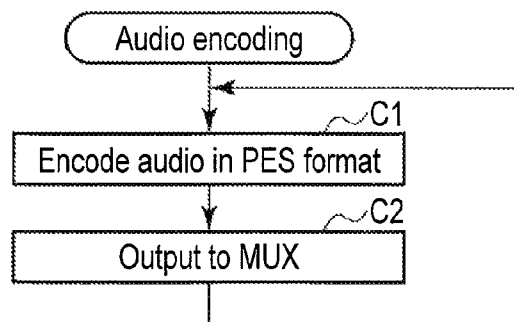 Audio encoding
C1
Encode audio in PES format
C2
Output to MUX